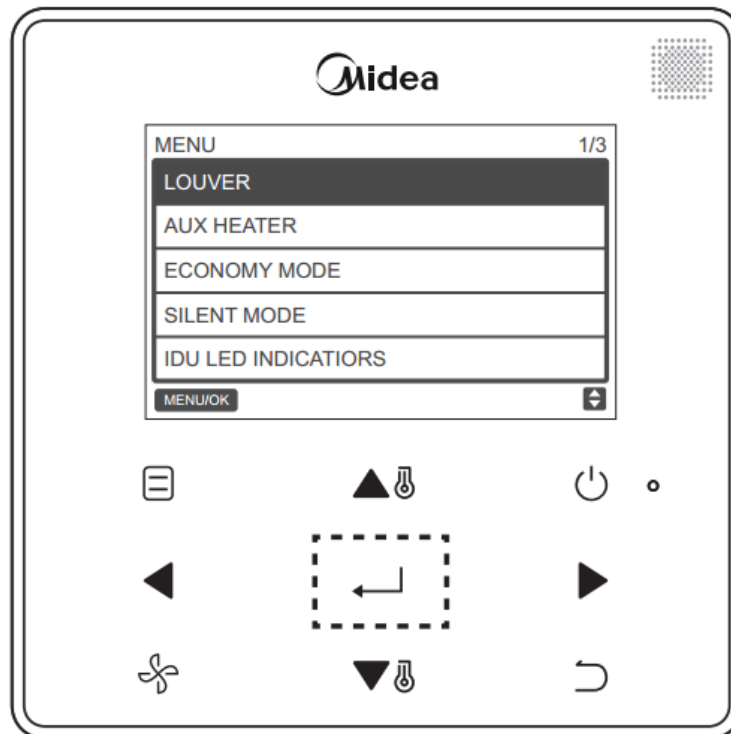 Midea
MENU 1/3
LOUVER
AUX HEATER
ECONOMY MODE
SILENT MODE
IDU LED INDICATIORS
MENU/OK